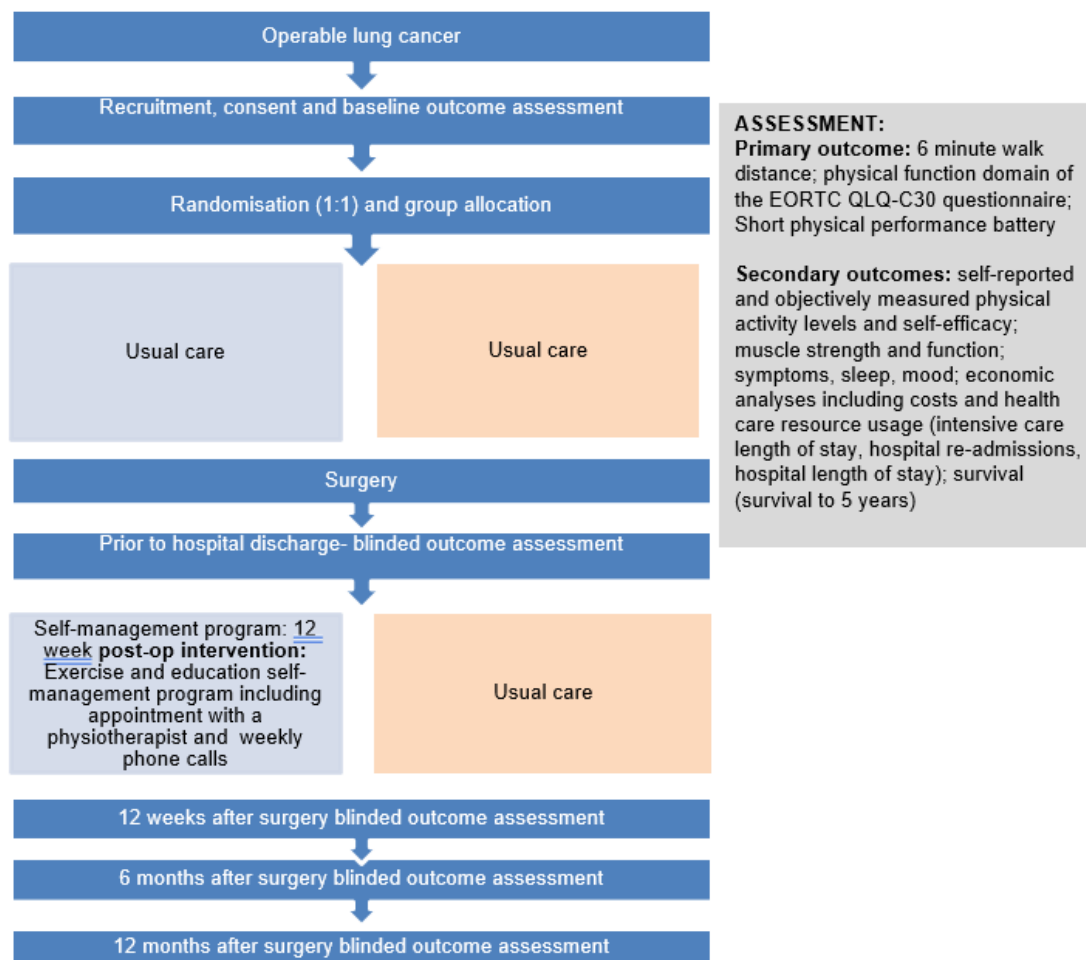 Operable lung cancer
Recruitment, consent and baseline outcome assessment
Randomisation (1:1) and group allocation
Usual care
Usual care
Surgery
Prior to hospital discharge- blinded outcome assessment
Self-management program: 12
week post-op intervention:
Exercise and education self-
management program including
appointment with a
physiotherapist and weekly
phone calls
Usual care
12 weeks after surgery blinded outcome assessment
6 months after surgery blinded outcome assessment
12 months after surgery blinded outcome assessment
ASSESSMENT:
Primary outcome: 6 minute walk
distance; physical function domain of
the EORTC QLQ-C30 questionnaire;
Short physical performance battery
Secondary outcomes: self-reported
and objectively measured physical
activity levels and self-efficacy;
muscle strength and function;
symptoms, sleep, mood; economic
analyses including costs and health
care resource usage (intensive care
length of stay, hospital re-admissions,
hospital length of stay); survival
(survival to 5 years)